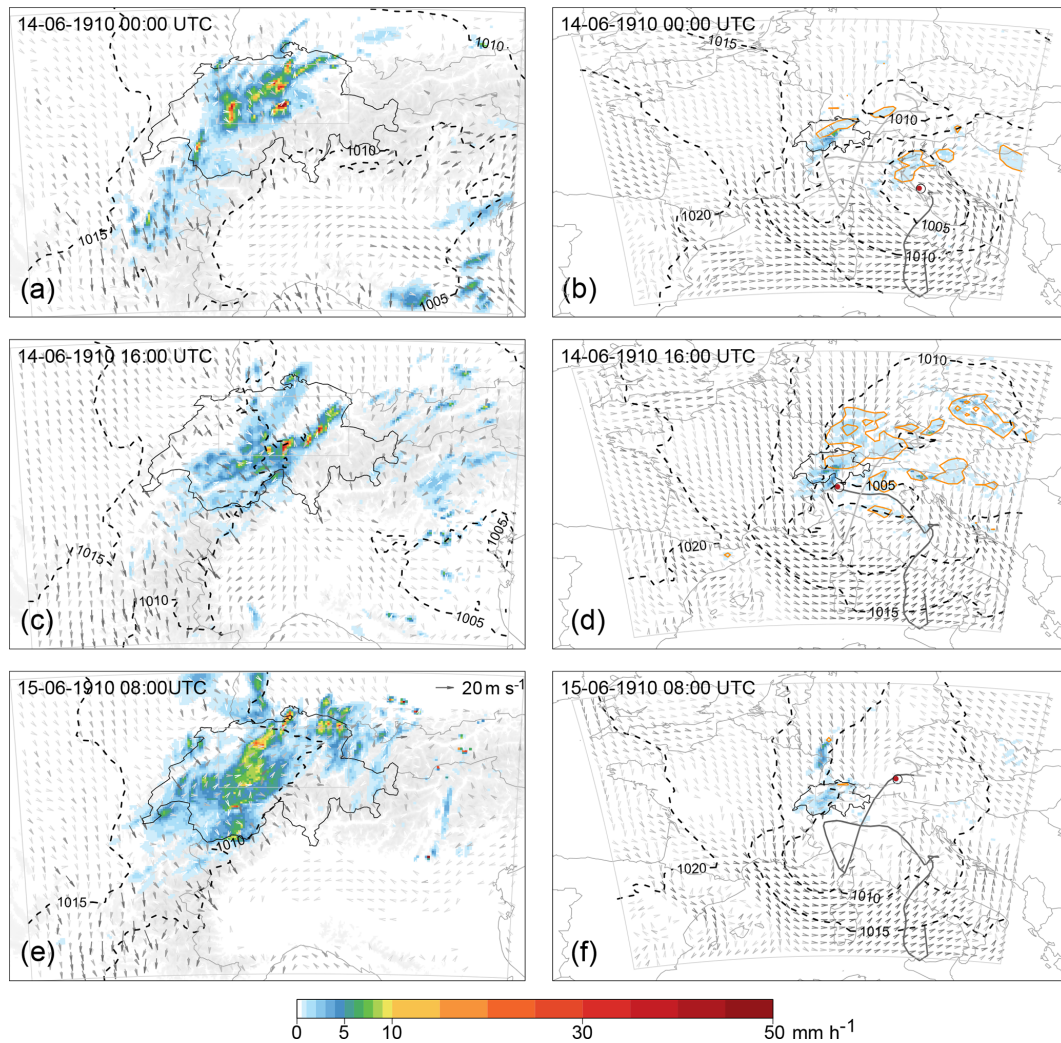 14-06-1910 00:00 UTC
1010
1010
1015
1005
(a)
14-06-1910 00:00 UTC
1015
1010
1020
1005
1010
(b)
14-06-1910 16:00 UTC
1005
1015
1010
1005
(c)
14-06-1910 16:00 UTC
1010
1005
1020
1015
(d)
15-06-1910 08:00UTC
20 m s⁻¹
1010
1015
(e)
15-06-1910 08:00 UTC
1020
1010
1015
(f)
0 5 10 30 50 mm h⁻¹